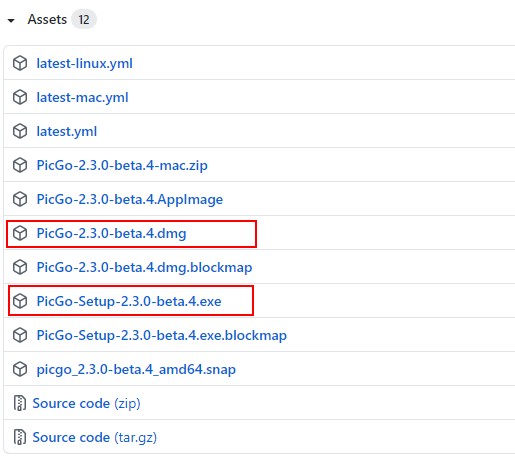 Assets 12
latest-linux.yml
latest-mac.yml
latest.yml
PicGo-2.3.0-beta.4-mac.zip
PicGo-2.3.0-beta.4.AppImage
PicGo-2.3.0-beta.4.dmg
PicGo-2.3.0-beta.4.dmg.blockmap
PicGo-Setup-2.3.0-beta.4.exe
PicGo-Setup-2.3.0-beta.4.exe.blockmap
picgo_2.3.0-beta.4_amd64.snap
Source code (zip)
Source code (tar.gz)